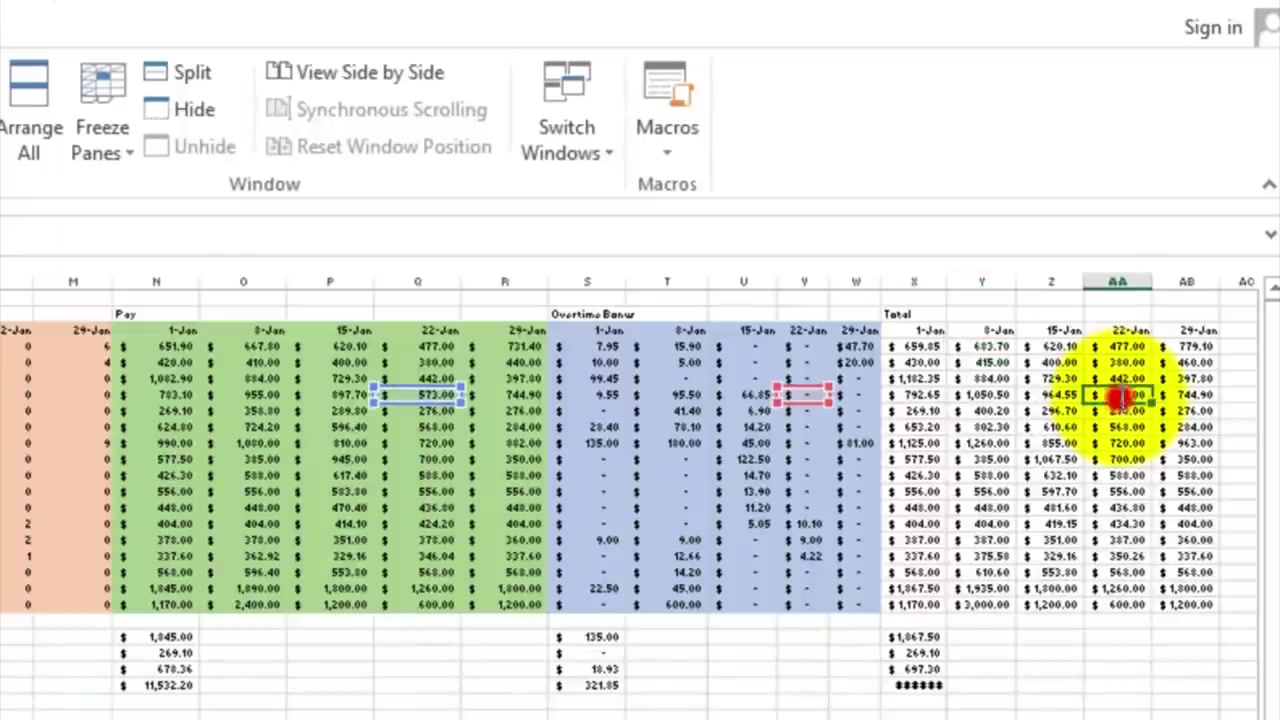 Sign in
Arrange All
Freeze Panes
Split
Hide
Unhide
View Side by Side
Synchronous Scrolling
Reset Window Position
Switch Windows
Macros
Window
Macros
M N O P Q R S T U V W X Y Z AA AB AC
Pay Overtime Bonus Total
2-Jan 29-Jan 1-Jan 8-Jan 15-Jan 22-Jan 29-Jan 1-Jan 8-Jan 15-Jan 22-Jan 29-Jan 1-Jan 8-Jan 15-Jan 22-Jan 29-Jan
0 6 $ 651.90 $ 667.80 $ 620.10 $ 477.00 $ 731.40 $ 7.95 $ 15.90 $ - $ - $47.70 $ 659.85 $ 683.70 $ 620.10 $ 477.00 $ 779.10
0 4 $ 420.00 $ 410.00 $ 400.00 $ 380.00 $ 440.00 $ 10.00 $ 5.00 $ - $ - $20.00 $ 430.00 $ 415.00 $ 400.00 $ 380.00 $ 460.00
0 0 $ 1,082.90 $ 884.00 $ 729.30 $ 442.00 $ 397.80 $ 99.45 $ - $ - $ - $ - $ 1,182.35 $ 884.00 $ 729.30 $ 442.00 $ 397.80
0 0 $ 783.10 $ 955.00 $ 897.70 $ 573.00 $ 744.90 $ 9.55 $ 95.50 $ 66.85 $ - $ - $ 792.65 $ 1,050.50 $ 964.55 $ 744.90
0 0 $ 269.10 $ 358.80 $ 289.80 $ 276.00 $ 276.00 $ - $ 41.40 $ 6.90 $ - $ - $ 269.10 $ 400.20 $ 296.70 $ $ 276.00
0 0 $ 624.80 $ 724.20 $ 596.40 $ 568.00 $ 284.00 $ 28.40 $ 78.10 $ 14.20 $ - $ - $ 653.20 $ 802.30 $ 610.60 $ 568.00 $ 284.00
0 9 $ 990.00 $ 1,080.00 $ 810.00 $ 720.00 $ 882.00 $ 135.00 $ 180.00 $ 45.00 $ - $ 81.00 $ 1,125.00 $ 1,260.00 $ 855.00 $ 720.00 $ 963.00
0 0 $ 577.50 $ 385.00 $ 945.00 $ 700.00 $ 350.00 $ - $ - $ 122.50 $ - $ - $ 577.50 $ 385.00 $ 1,067.50 $ 700.00 $ 350.00
0 0 $ 426.30 $ 588.00 $ 617.40 $ 588.00 $ 588.00 $ - $ - $ 14.70 $ - $ - $ 426.30 $ 588.00 $ 632.10 $ 588.00 $ 588.00
0 0 $ 556.00 $ 556.00 $ 583.80 $ 556.00 $ 556.00 $ - $ - $ 13.90 $ - $ - $ 556.00 $ 556.00 $ 597.70 $ 556.00 $ 556.00
0 0 $ 448.00 $ 448.00 $ 470.40 $ 436.80 $ 448.00 $ - $ - $ 11.20 $ - $ - $ 448.00 $ 448.00 $ 481.60 $ 436.80 $ 448.00
2 0 $ 404.00 $ 404.00 $ 414.10 $ 424.20 $ 404.00 $ - $ - $ 5.05 $ 10.10 $ - $ 404.00 $ 404.00 $ 419.15 $ 434.30 $ 404.00
2 0 $ 378.00 $ 378.00 $ 351.00 $ 378.00 $ 360.00 $ 9.00 $ 9.00 $ - $ 9.00 $ - $ 387.00 $ 387.00 $ 351.00 $ 387.00 $ 360.00
1 0 $ 337.60 $ 362.92 $ 329.16 $ 346.04 $ 337.60 $ - $ 12.66 $ - $ 4.22 $ - $ 337.60 $ 375.58 $ 329.16 $ 350.26 $ 337.60
0 0 $ 568.00 $ 596.40 $ 553.80 $ 568.00 $ 568.00 $ - $ 14.20 $ - $ - $ - $ 568.00 $ 610.60 $ 553.80 $ 568.00 $ 568.00
0 0 $ 1,845.00 $ 1,890.00 $ 1,800.00 $ 1,260.00 $ 1,800.00 $ 22.50 $ 45.00 $ - $ - $ - $ 1,867.50 $ 1,935.00 $ 1,800.00 $ 1,260.00 $ 1,800.00
0 0 $ 1,170.00 $ 2,400.00 $ 1,200.00 $ 600.00 $ 1,200.00 $ - $ 600.00 $ - $ - $ - $ 1,170.00 $ 3,000.00 $ 1,200.00 $ 600.00 $ 1,200.00
$ 1,845.00 $ 135.00 $1,867.50
$ 269.10 $ - $ 269.10
$ 678.36 $ 18.93 $ 697.30
$ 11,532.20 $ 321.85 ######